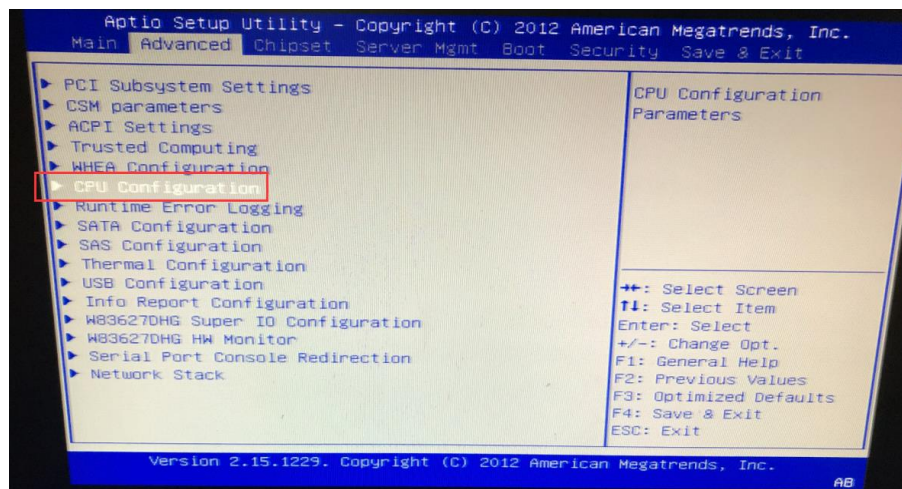 Aptio Setup Utility – Copyright (C) 2012 American Megatrends, Inc.
Main Advanced Chipset Server Mgmt Boot Security Save & Exit
PCI Subsystem Settings
CSM parameters
ACPI Settings
Trusted Computing
WHEA Configuration
CPU Configuration
Runtime Error Logging
SATA Configuration
SAS Configuration
Thermal Configuration
USB Configuration
Info Report Configuration
W83627DHG Super IO Configuration
W83627DHG HW Monitor
Serial Port Console Redirection
Network Stack
CPU Configuration
Parameters
→←: Select Screen
↑↓: Select Item
Enter: Select
+/-: Change Opt.
F1: General Help
F2: Previous Values
F3: Optimized Defaults
F4: Save & Exit
ESC: Exit
Version 2.15.1229. Copyright (C) 2012 American Megatrends, Inc.
AB